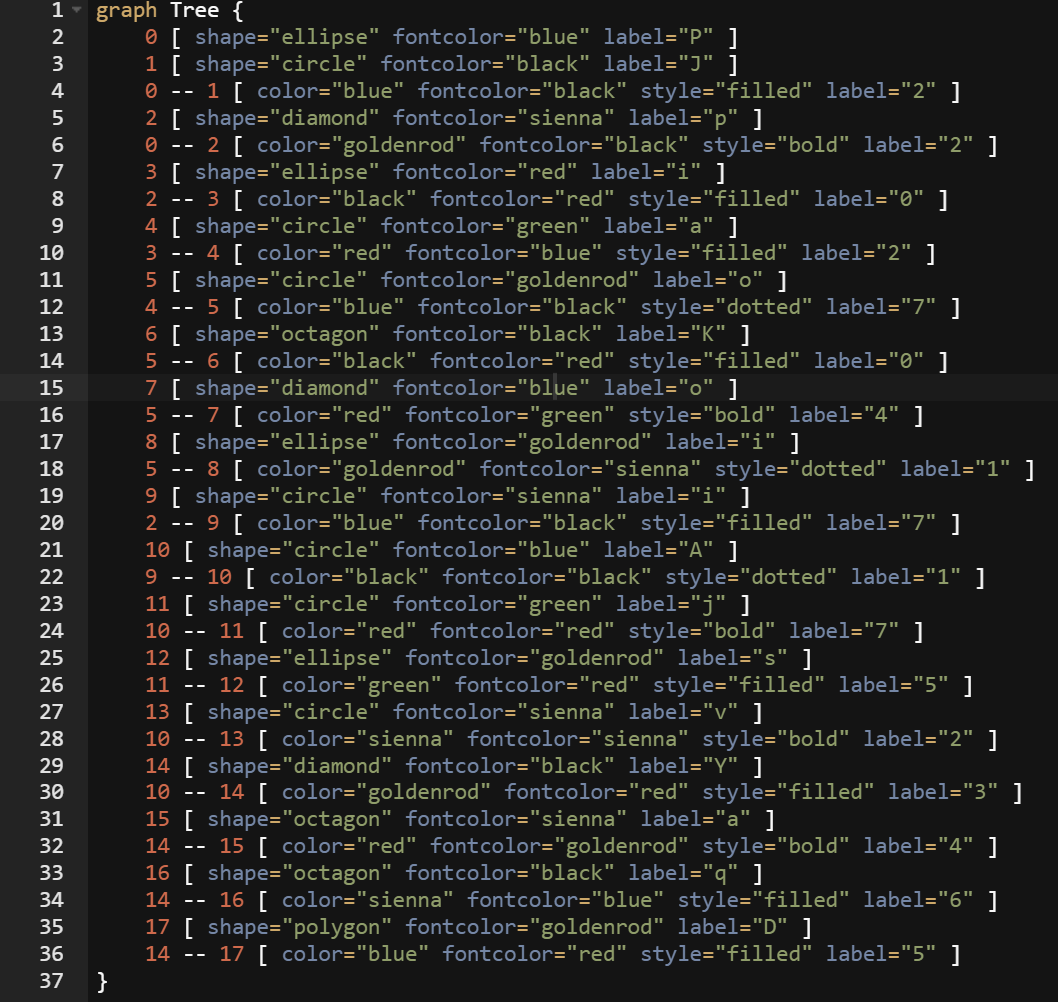 1 graph Tree {
2 0 [ shape="ellipse" fontcolor="blue" label="P" ]
3 1 [ shape="circle" fontcolor="black" label="J" ]
4 0 -- 1 [ color="blue" fontcolor="black" style="filled" label="2" ]
5 2 [ shape="diamond" fontcolor="sienna" label="p" ]
6 0 -- 2 [ color="goldenrod" fontcolor="black" style="bold" label="2" ]
7 3 [ shape="ellipse" fontcolor="red" label="i" ]
8 2 -- 3 [ color="black" fontcolor="red" style="filled" label="0" ]
9 4 [ shape="circle" fontcolor="green" label="a" ]
10 3 -- 4 [ color="red" fontcolor="blue" style="filled" label="2" ]
11 5 [ shape="circle" fontcolor="goldenrod" label="o" ]
12 4 -- 5 [ color="blue" fontcolor="black" style="dotted" label="7" ]
13 6 [ shape="octagon" fontcolor="black" label="K" ]
14 5 -- 6 [ color="black" fontcolor="red" style="filled" label="0" ]
15 7 [ shape="diamond" fontcolor="blue" label="o" ]
16 5 -- 7 [ color="red" fontcolor="green" style="bold" label="4" ]
17 8 [ shape="ellipse" fontcolor="goldenrod" label="i" ]
18 5 -- 8 [ color="goldenrod" fontcolor="sienna" style="dotted" label="1" ]
19 9 [ shape="circle" fontcolor="sienna" label="i" ]
20 2 -- 9 [ color="blue" fontcolor="black" style="filled" label="7" ]
21 10 [ shape="circle" fontcolor="blue" label="A" ]
22 9 -- 10 [ color="black" fontcolor="black" style="dotted" label="1" ]
23 11 [ shape="circle" fontcolor="green" label="j" ]
24 10 -- 11 [ color="red" fontcolor="red" style="bold" label="7" ]
25 12 [ shape="ellipse" fontcolor="goldenrod" label="s" ]
26 11 -- 12 [ color="green" fontcolor="red" style="filled" label="5" ]
27 13 [ shape="circle" fontcolor="sienna" label="v" ]
28 10 -- 13 [ color="sienna" fontcolor="sienna" style="bold" label="2" ]
29 14 [ shape="diamond" fontcolor="black" label="Y" ]
30 10 -- 14 [ color="goldenrod" fontcolor="red" style="filled" label="3" ]
31 15 [ shape="octagon" fontcolor="sienna" label="a" ]
32 14 -- 15 [ color="red" fontcolor="goldenrod" style="bold" label="4" ]
33 16 [ shape="octagon" fontcolor="black" label="q" ]
34 14 -- 16 [ color="sienna" fontcolor="blue" style="filled" label="6" ]
35 17 [ shape="polygon" fontcolor="goldenrod" label="D" ]
36 14 -- 17 [ color="blue" fontcolor="red" style="filled" label="5" ]
37 }